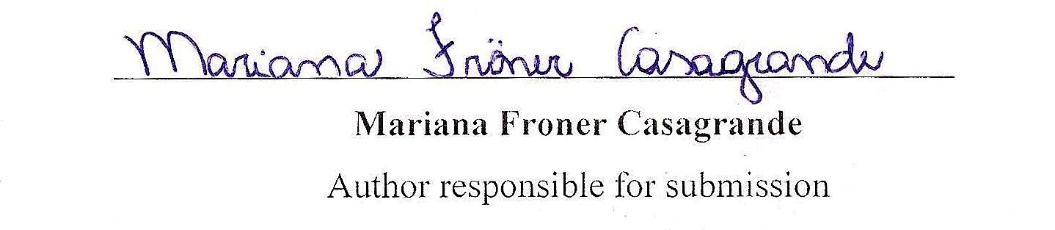 Mariana Fröner Casagrande
Mariana Froner Casagrande
Author responsible for submission